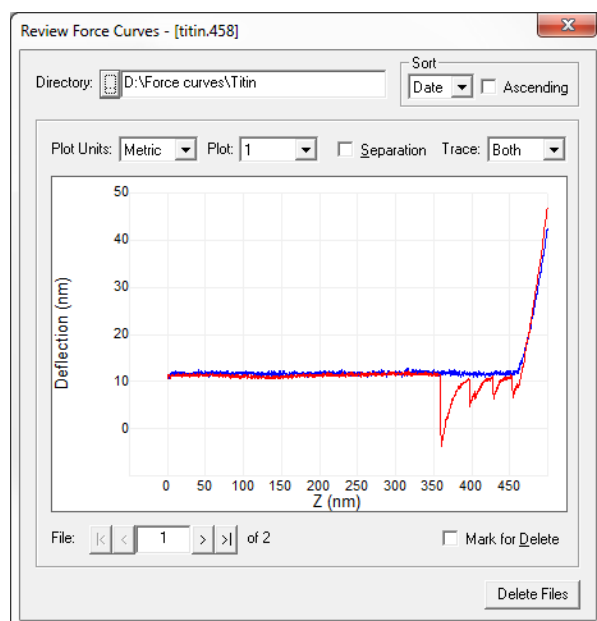 Review Force Curves - [titin.458]
Sort
Directory: ... D:\Force curves\Titin
Date Ascending
Plot Units: Metric Plot: 1 Separation Trace: Both
50
40
30
20
10
0
Deflection (nm)
0 50 100 150 200 250 300 350 400 450
Z (nm)
File: |< < 1 > >| of 2 Mark for Delete
Delete Files